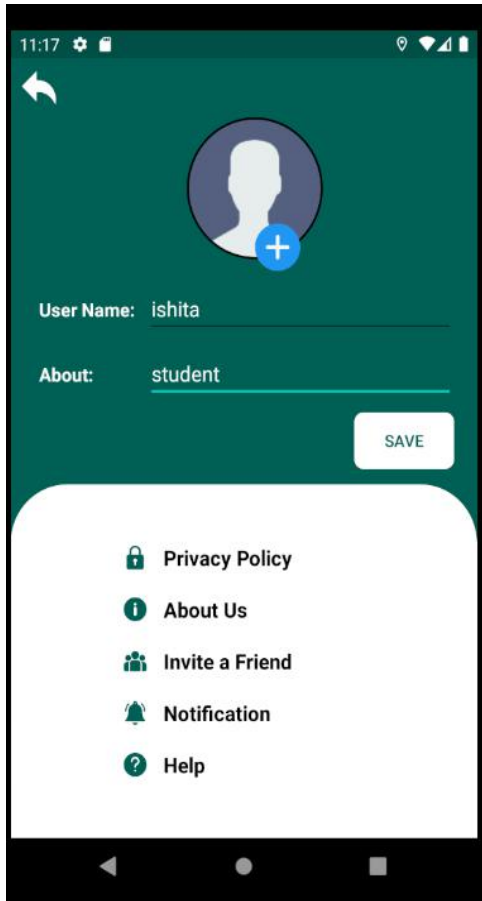 11:17
User Name: ishita
About: student
SAVE
Privacy Policy
About Us
Invite a Friend
Notification
Help